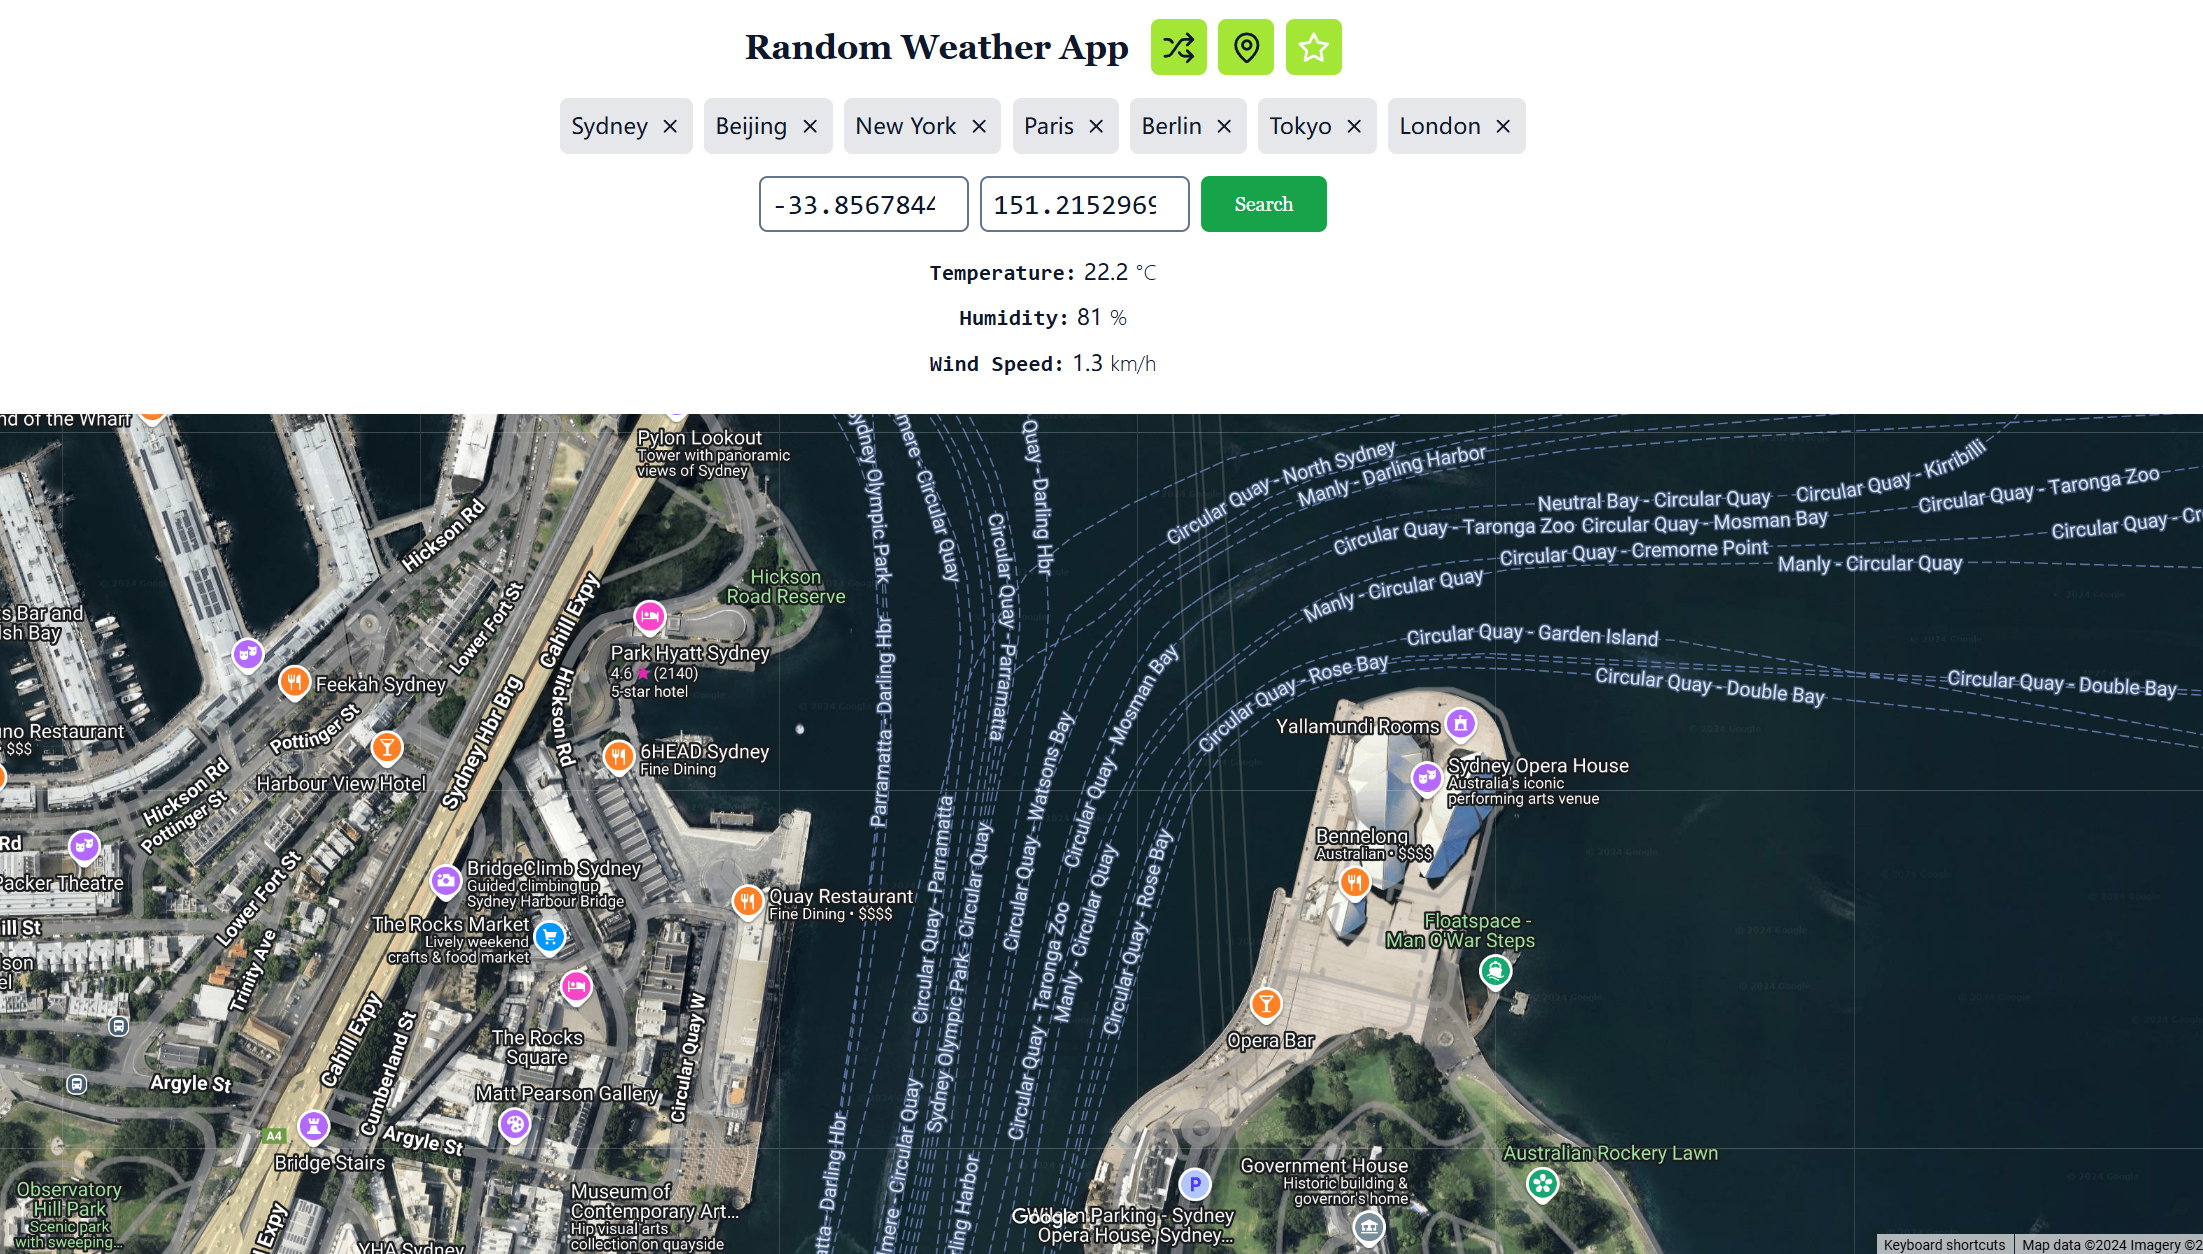 Random Weather App
Sydney
Beijing
New York
Paris
Berlin
Tokyo
London
-33.8567844
151.2152969
Search
Temperature: 22.2 °C
Humidity: 81 %
Wind Speed: 1.3 km/h
nd of the Wharf
Pylon Lookout
Tower with panoramic
views of Sydney
Sydney Olympic Park
mere - Circular Quay
Quay - Darling Hbr
Circular Quay - North Sydney
Manly - Darling Harbor
Neutral Bay - Circular Quay
Circular Quay - Kirribilli
Circular Quay - Taronga Zoo
Circular Quay - Taronga Zoo
Circular Quay - Mosman Bay
Circular Quay - Cr
Circular Quay - Cremorne Point
Manly - Circular Quay
Manly - Circular Quay
Circular Quay - Garden Island
Circular Quay - Rose Bay
Circular Quay - Double Bay
Circular Quay - Double Bay
Hickson Rd
Lower Fort St
Cahill Expy
Hickson
Road Reserve
Circular Quay - Parramatta
Parramatta - Darling Hbr
s Bar and
lsh Bay
Park Hyatt Sydney
4.6 ★ (2140)
5-star hotel
Feekah Sydney
Hickson Rd
Sydney Hbr Brg
Pottinger St
ino Restaurant
$$$
Harbour View Hotel
6HEAD Sydney
Fine Dining
Circular Quay - Mosman Bay
Circular Quay - Watsons Bay
Yallamundi Rooms
Sydney Opera House
Australia's iconic
performing arts venue
Hickson Rd
Pottinger St
Rd
Packer Theatre
Bennelong
Australian • $$$$
BridgeClimb Sydney
Guided climbing up
Sydney Harbour Bridge
Quay Restaurant
Fine Dining • $$$$
The Rocks Market
Lively weekend
crafts & food market
Lower Fort St
ill St
lson
el
Trinity Ave
Circular Quay - Parramatta
Sydney Olympic Park - Circular Quay
Circular Quay - Taronga Zoo
Manly - Circular Quay
Circular Quay - Rose Bay
Floatspace -
Man O'War Steps
Opera Bar
The Rocks
Square
Circular Quay W
Cahill Expy
Cumberland St
Argyle St
Matt Pearson Gallery
A4
Argyle St
Bridge Stairs
Observatory
Hill Park
Scenic park
with sweeping...
l Expy
YHA Sydney
Museum of
Contemporary Art...
Hip visual arts
collection on quayside
atta - Darling Hbr
mere - Circular Quay
rling Harbor
Government House
Historic building &
governor's home
Australian Rockery Lawn
P
Google
Wilson Parking - Sydney
Opera House, Sydney...
Keyboard shortcuts
Map data ©2024 Imagery ©2